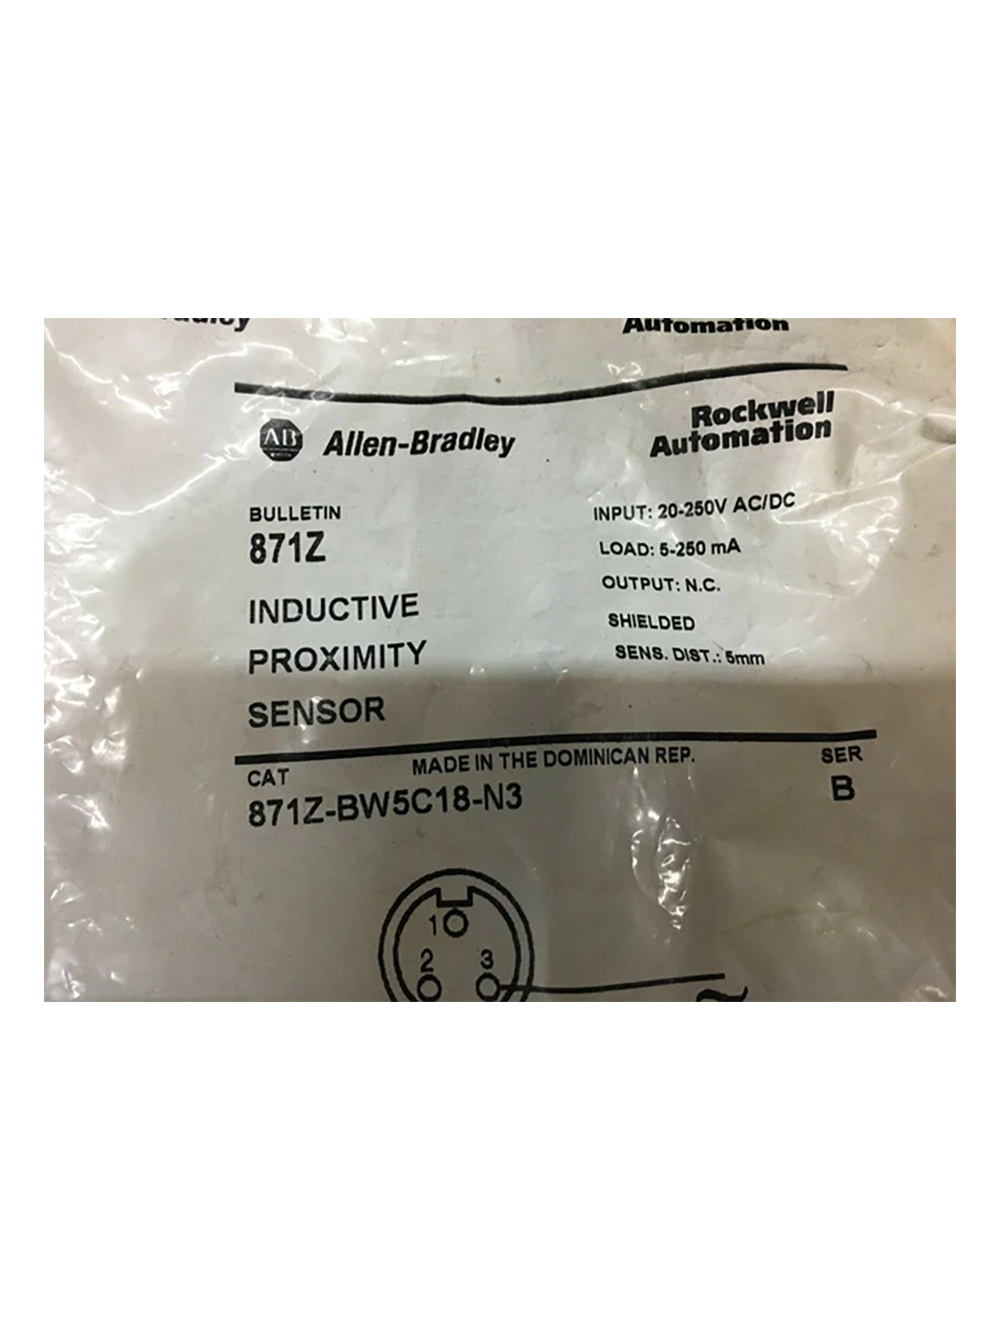 Automation
AB Allen-Bradley
Rockwell
Automation
BULLETIN
871Z
INDUCTIVE
PROXIMITY
SENSOR
INPUT: 20-250V AC/DC
LOAD: 5-250 mA
OUTPUT: N.C.
SHIELDED
SENS. DIST.: 5mm
MADE IN THE DOMINICAN REP.
CAT
871Z-BW5C18-N3
SER
B
1
2 3
~